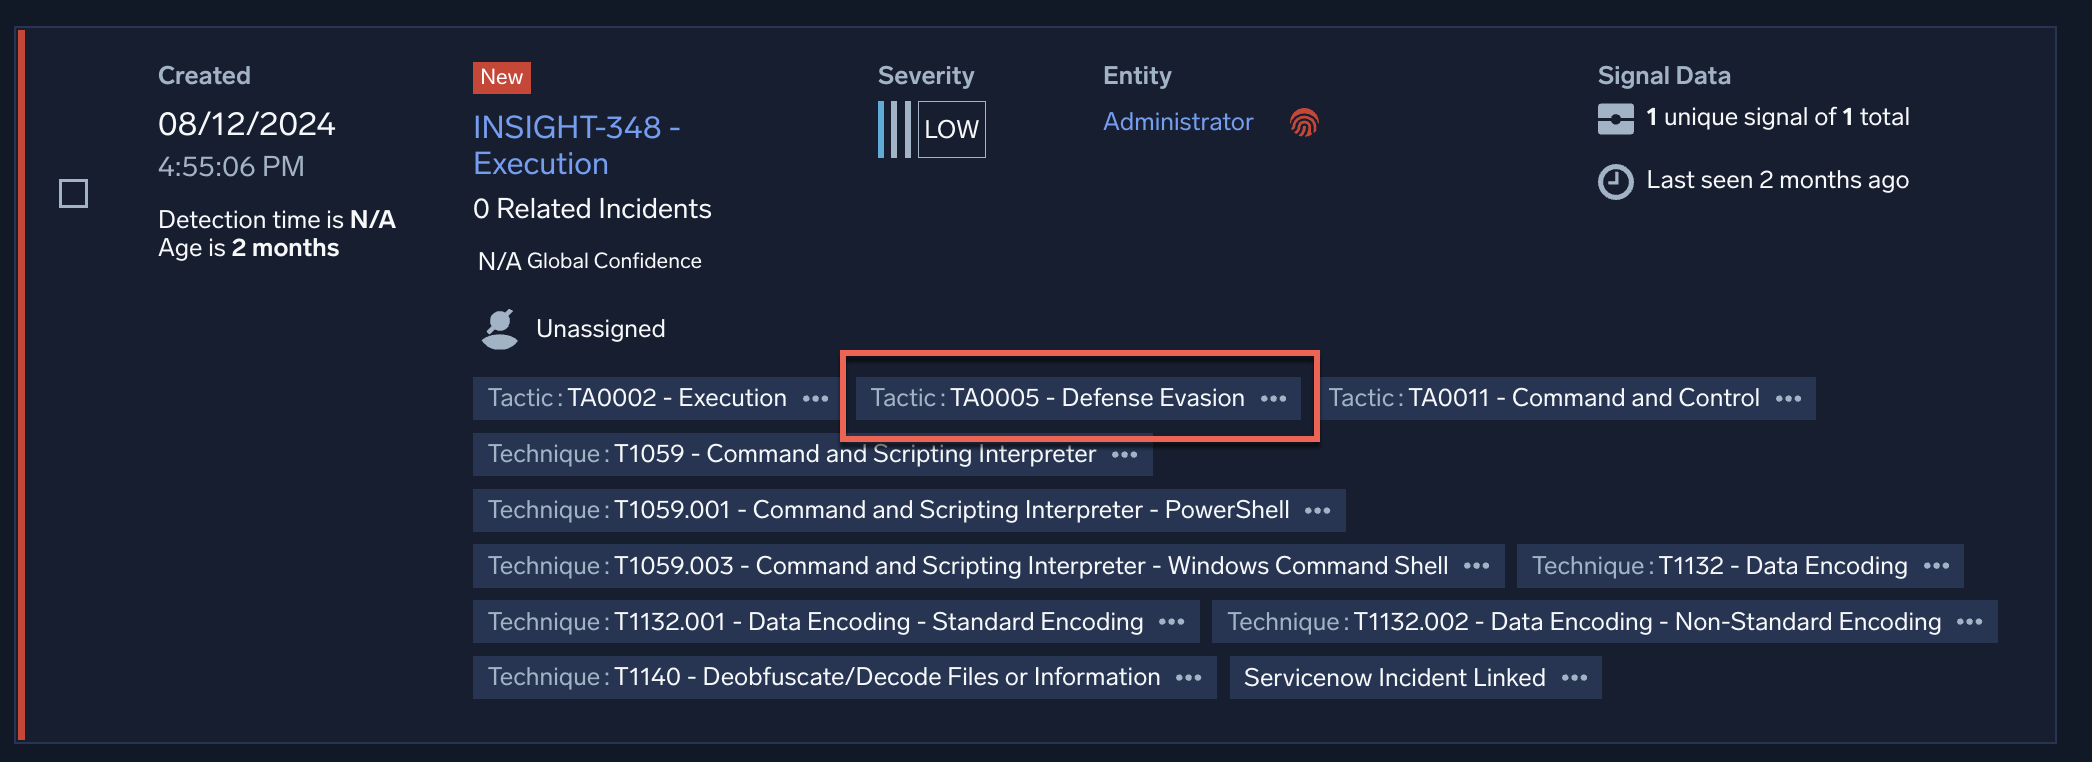 Created
08/12/2024
4:55:06 PM
Detection time is N/A
Age is 2 months
New
INSIGHT-348 -
Execution
0 Related Incidents
N/A Global Confidence
Unassigned
Severity
LOW
Entity
Administrator
Signal Data
1 unique signal of 1 total
Last seen 2 months ago
Tactic: TA0002 - Execution ••• Tactic: TA0005 - Defense Evasion ••• Tactic: TA0011 - Command and Control •••
Technique: T1059 - Command and Scripting Interpreter •••
Technique: T1059.001 - Command and Scripting Interpreter - PowerShell •••
Technique: T1059.003 - Command and Scripting Interpreter - Windows Command Shell ••• Technique: T1132 - Data Encoding •••
Technique: T1132.001 - Data Encoding - Standard Encoding ••• Technique: T1132.002 - Data Encoding - Non-Standard Encoding •••
Technique: T1140 - Deobfuscate/Decode Files or Information ••• Servicenow Incident Linked •••